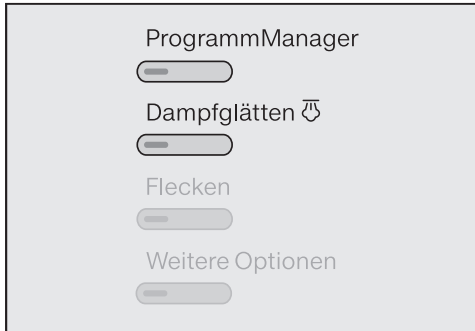 ProgrammManager
Dampfglätten
Flecken
Weitere Optionen